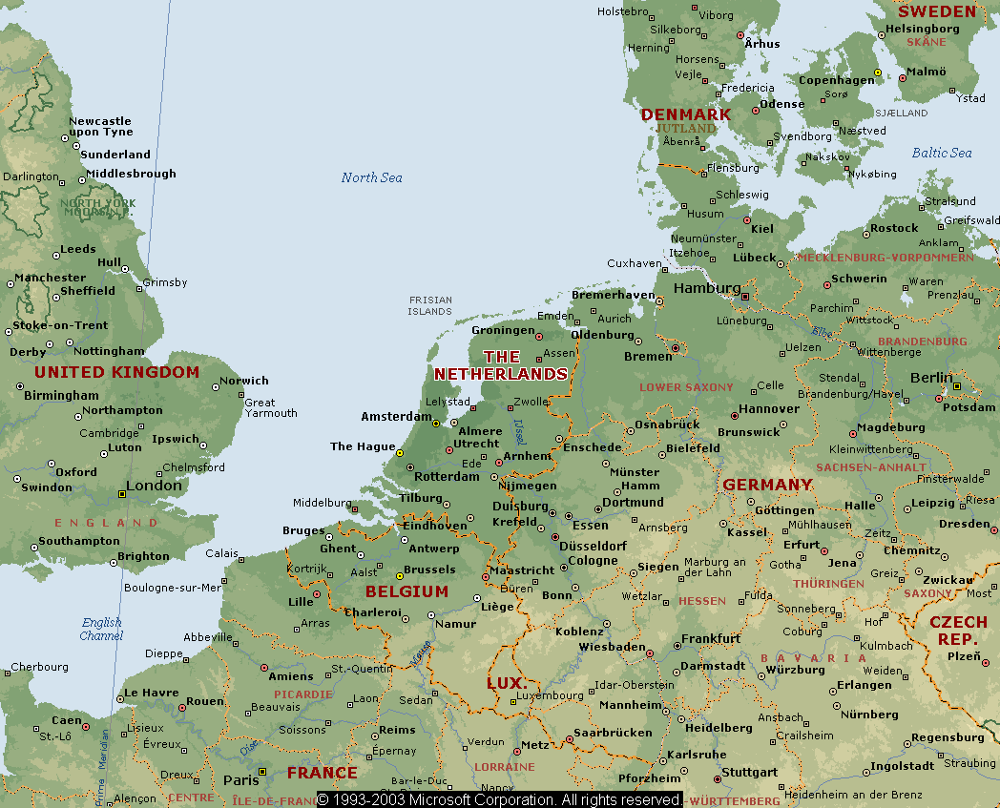 SWEDEN
Holstebro
Viborg
Helsingborg
Silkeborg
Århus
SKÅNE
Herning
Horsens
Vejle
Malmö
Copenhagen
Fredericia
Sorø
Ystad
Odense
DENMARK
SJÆLLAND
JUTLAND
Newcastle
upon Tyne
Næstved
Svendborg
Åbenrå
Sunderland
Baltic Sea
Nakskov
Flensburg
Nykøbing
North Sea
Darlington
Middlesbrough
Schleswig
NORTH YORK
MOORS N.P.
Stralsund
Husum
Greifswald
Kiel
Rostock
Neumünster
Anklam
Leeds
Itzehoe
Lübeck
MECKLENBURG-VORPOMMERN
Hull
Cuxhaven
Manchester
Grimsby
Schwerin
Waren
Sheffield
Hamburg
Bremerhaven
Prenzlau
FRISIAN
ISLANDS
Parchim
Emden
Aurich
Wittstock
Stoke-on-Trent
Lüneburg
Groningen
Oldenburg
Elbe
BRANDENBURG
Derby
Nottingham
Assen
Bremen
Uelzen
Wittenberge
THE
NETHERLANDS
UNITED KINGDOM
Norwich
Stendal
Berlin
LOWER SAXONY
Celle
Birmingham
Brandenburg/Havel
Great
Yarmouth
Lelystad
Zwolle
Potsdam
Northampton
Hannover
Amsterdam
Osnabrück
Magdeburg
Cambridge
Almere
IJssel
Brunswick
Ipswich
Utrecht
The Hague
Enschede
Bielefeld
Kleinwittenberg
Luton
Ede
Arnhem
Oxford
Chelmsford
Rotterdam
Münster
SACHSEN-ANHALT
Swindon
London
Nijmegen
Hamm
GERMANY
Finsterwalde
Middelburg
Tilburg
Duisburg
Dortmund
Göttingen
Halle
Leipzig
Riesa
ENGLAND
Bruges
Eindhoven
Krefeld
Essen
Arnsberg
Kassel
Mühlhausen
Zeitz
Dresden
Southampton
Calais
Ghent
Antwerp
Düsseldorf
Erfurt
Chemnitz
Brighton
Kortrijk
Aalst
Brussels
Maastricht
Cologne
Siegen
Marburg an
der Lahn
Gotha
Jena
Greiz
Zwickau
Boulogne-sur-Mer
Lille
BELGIUM
Düren
Bonn
Wetzlar
HESSEN
Fulda
THÜRINGEN
SAXONY
Most
Liège
Sonneberg
Charleroi
English
Channel
Arras
Namur
Koblenz
Coburg
Hof
CZECH
REP.
Abbeville
Wiesbaden
Frankfurt
Kulmbach
Dieppe
Meuse
BAVARIA
Plzeň
Cherbourg
Amiens
St.-Quentin
Darmstadt
Würzburg
Weiden
LUX.
Idar-Oberstein
Erlangen
Le Havre
PICARDIE
Sedan
Luxembourg
Rouen
Beauvais
Laon
Mannheim
Nürnberg
Caen
Lisieux
Ansbach
St.-Lô
Soissons
Reims
Saarbrücken
Heidelberg
Crailsheim
Regensburg
Évreux
Oise
Verdun
Metz
Épernay
Karlsruhe
Straubing
Prime Meridian
LORRAINE
Ingolstadt
Dreux
Paris
FRANCE
Stuttgart
Bar-le-Duc
Pforzheim
Nancy
Heidenheim an der Brenz
Alençon
CENTRE
ÎLE-DE-FRANC
© 1993-2003 Microsoft Corporation. All rights reserved.
-WÜRTTEMBERG